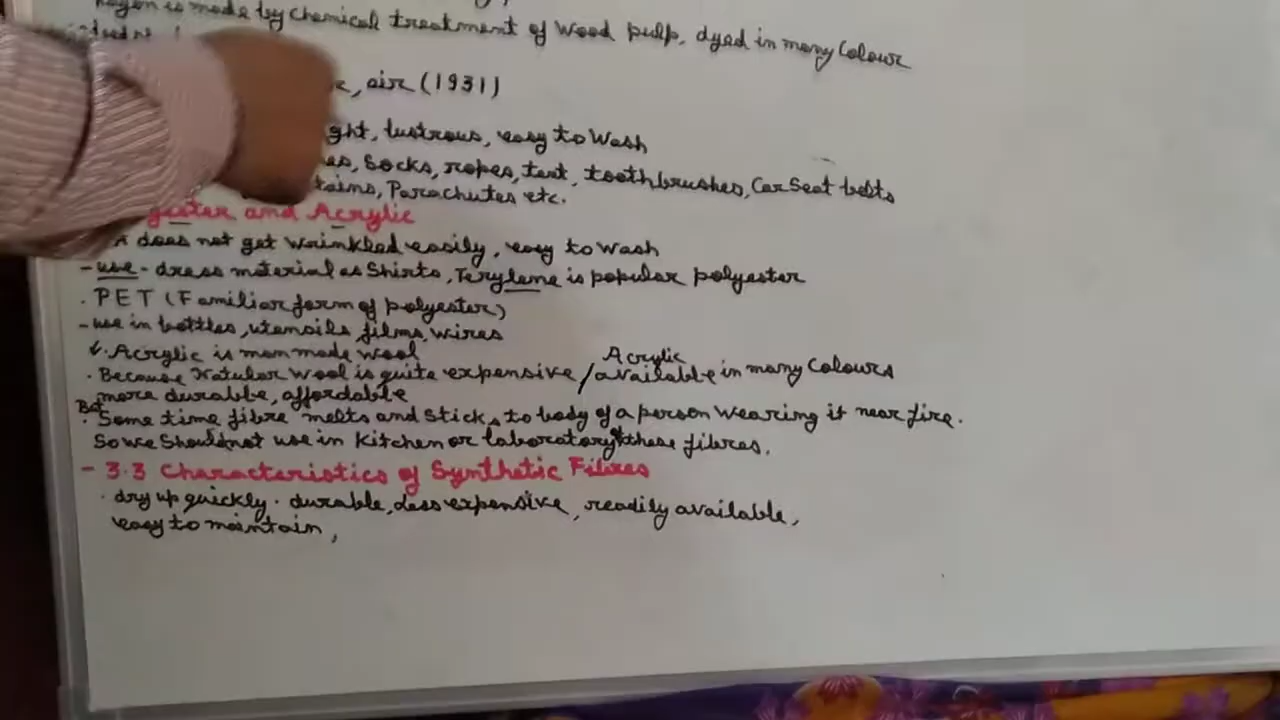 Rayon is made by chemical treatment of wood pulp, dyed in many Colour
, air (1931)
ght, lustrous, easy to Wash
es, Socks, ropes, tent, toothbrushes, Car Seat belts
tains, Parachutes etc.
yester and Acrylic
does not get wrinkled easily, easy to wash
- use - dress material as Shirts, Terylene is popular polyester
. PET (Familiar form of polyester)
- use in bottles, utensils, films, wires
. Acrylic is man made wool
Acrylic
. Because Natular Wool is quite expensive / available in many Colours
more durable, affordable
But
. Some time fibre melts and stick to body of a person wearing it near fire.
So we should not use in Kitchen or laboratory these fibres.
- 3.3 Characteristics of Synthetic Fibres
. dry up quickly . durable, Less expensive, readily available,
easy to maintain,